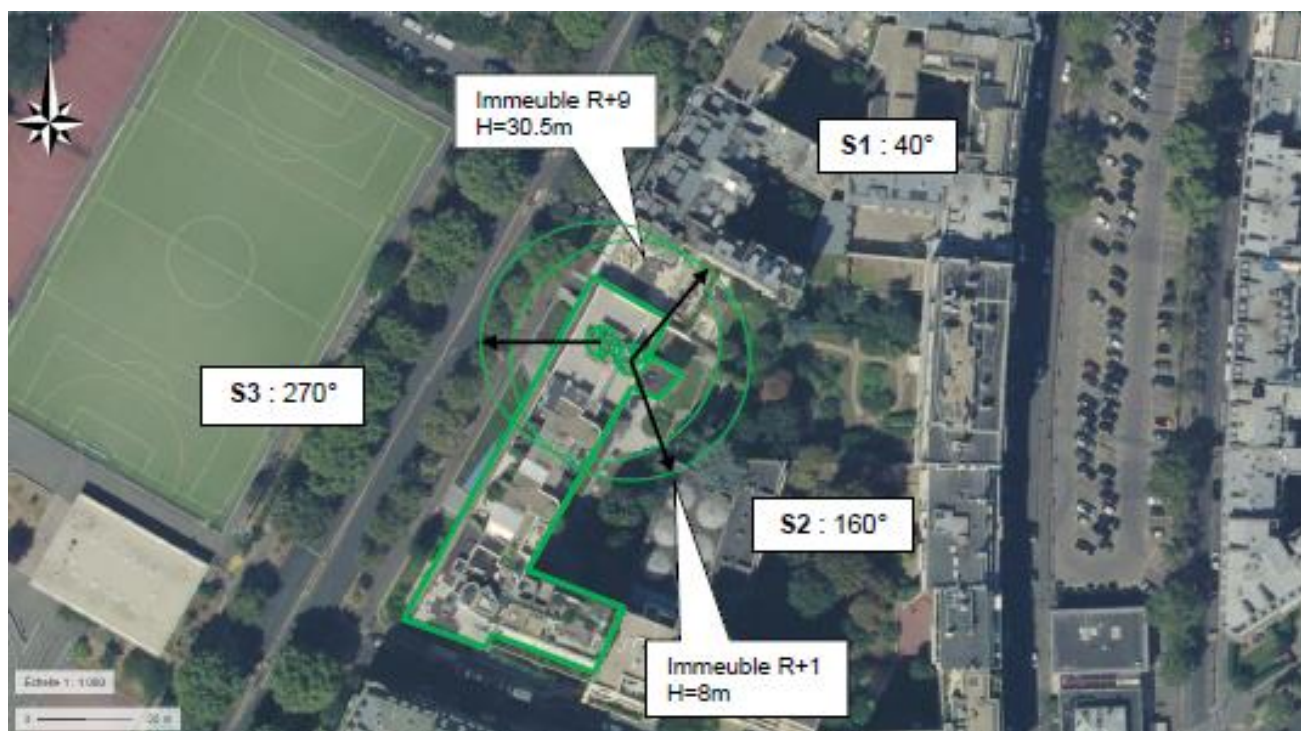 Immeuble R+9
H=30.5m
S1 : 40°
S3 : 270°
S2 : 160°
Immeuble R+1
H=8m